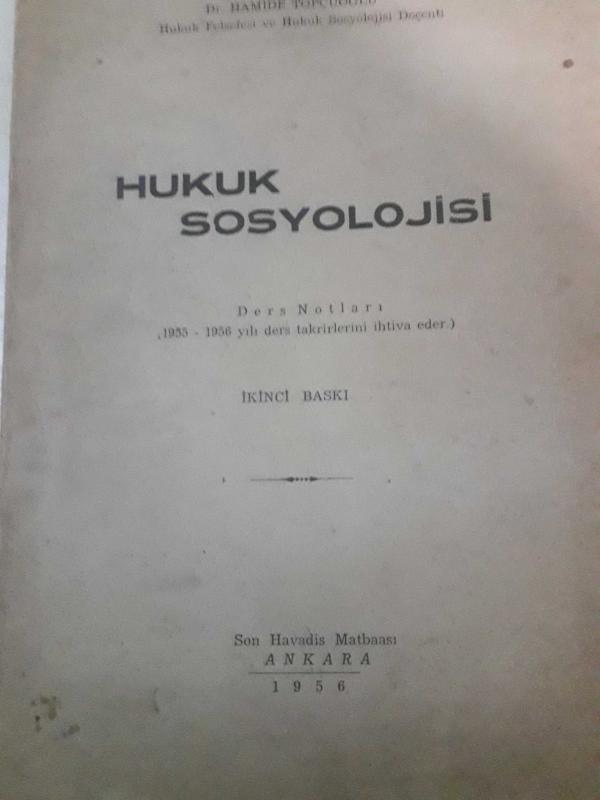 Dr. HAMİDE TOPÇUOĞLU
Hukuk Felsefesi ve Hukuk Sosyolojisi Doçenti
HUKUK
SOSYOLOJİSİ
Ders Notları
(1955 - 1956 yılı ders takrirlerini ihtiva eder.)
İKİNCİ BASKI
Son Havadis Matbaası
ANKARA
1956